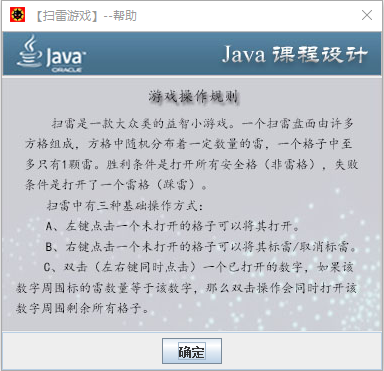 【扫雷游戏】--帮助
Java™
ORACLE
Java 课程设计
游戏操作规则
扫雷是一款大众类的益智小游戏。一个扫雷盘面由许多
方格组成，方格中随机分布着一定数量的雷，一个格子中至
多只有1颗雷。胜利条件是打开所有安全格（非雷格），失败
条件是打开了一个雷格（踩雷）。
扫雷中有三种基础操作方式：
A、左键点击一个未打开的格子可以将其打开。
B、右键点击一个未打开的格子可以将其标雷/取消标雷。
C、双击（左右键同时点击）一个已打开的数字，如果该
数字周围标的雷数量等于该数字，那么双击操作会同时打开该
数字周围剩余所有格子。
确定